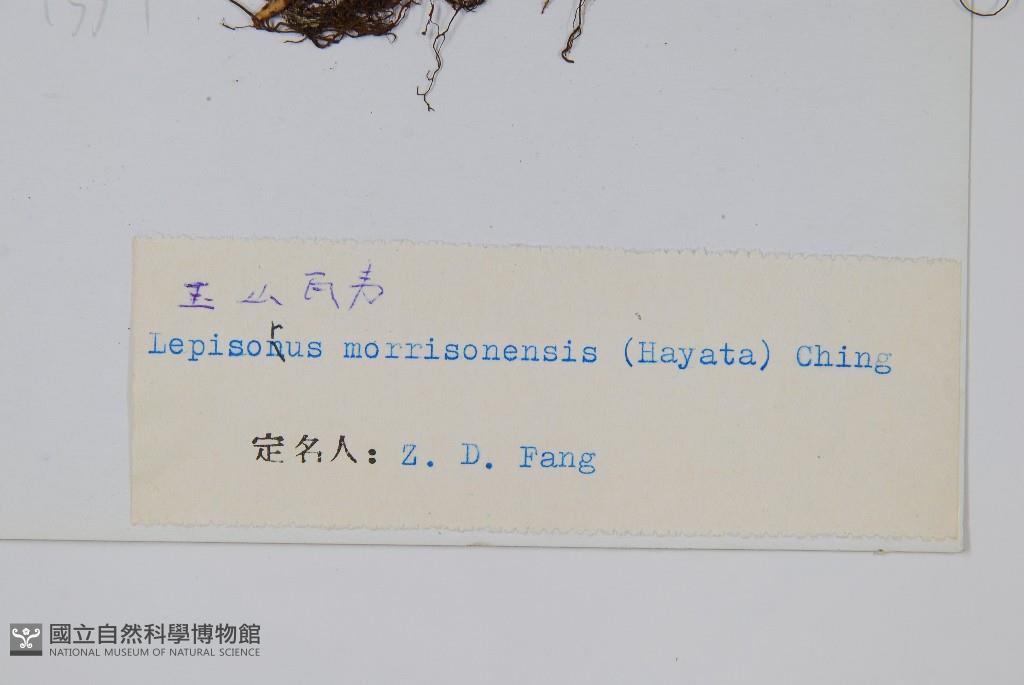 玉山瓦韦
r
Lepisonus morrisonensis (Hayata) Ching
定名人: Z. D. Fang
國立自然科學博物館
NATIONAL MUSEUM OF NATURAL SCIENCE